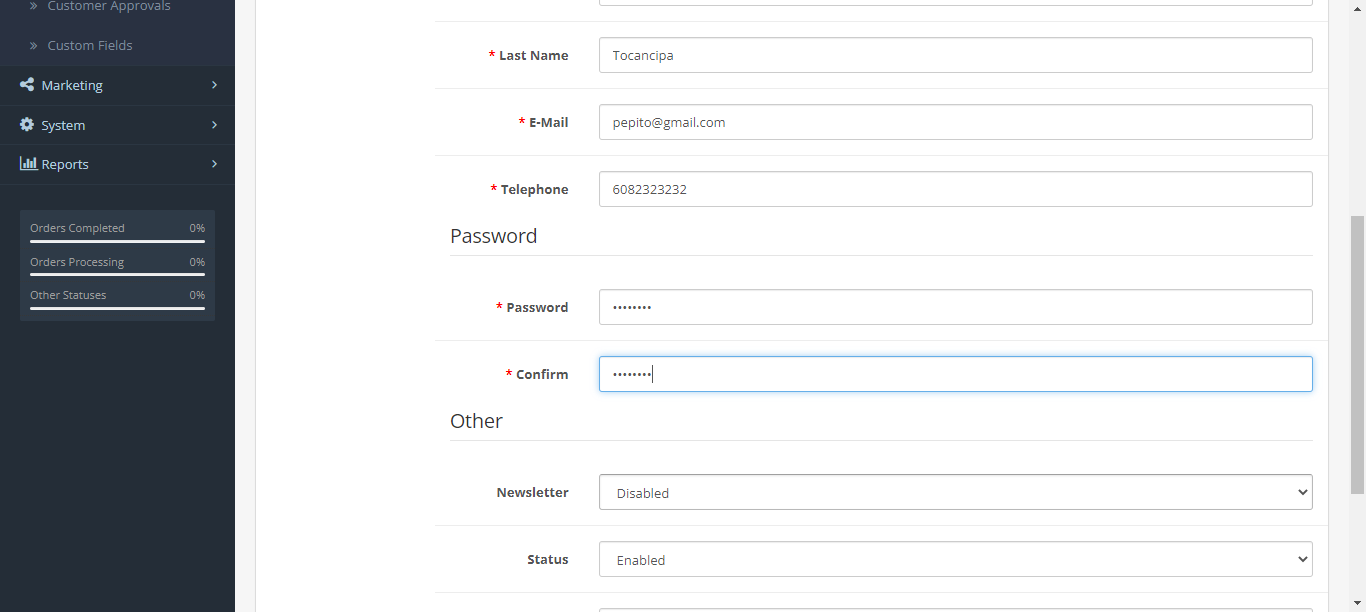 » Customer Approvals
» Custom Fields
Marketing
System
Reports
Orders Completed 0%
Orders Processing 0%
Other Statuses 0%
* Last Name Tocancipa
* E-Mail pepito@gmail.com
* Telephone 6082323232
Password
* Password ••••••••
* Confirm ••••••••
Other
Newsletter Disabled
Status Enabled